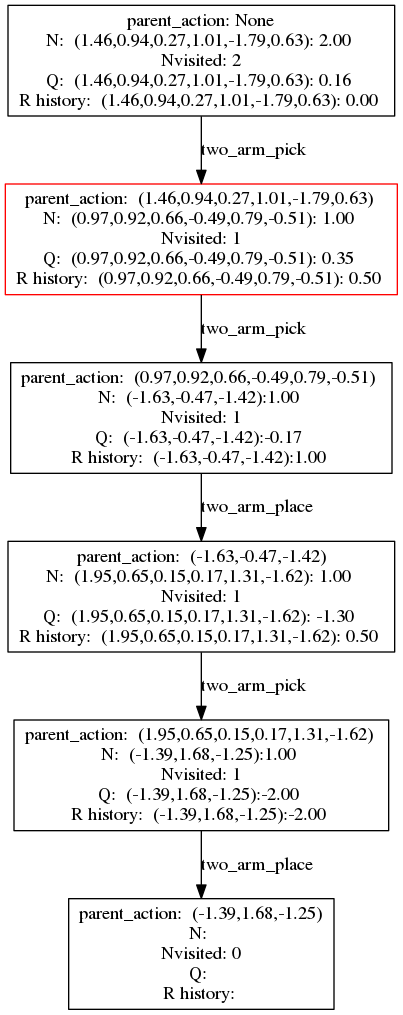 parent_action: None
N:  (1.46,0.94,0.27,1.01,-1.79,0.63): 2.00
Nvisited: 2
Q:  (1.46,0.94,0.27,1.01,-1.79,0.63): 0.16
R history:  (1.46,0.94,0.27,1.01,-1.79,0.63): 0.00
two_arm_pick
parent_action:  (1.46,0.94,0.27,1.01,-1.79,0.63)
N:  (0.97,0.92,0.66,-0.49,0.79,-0.51): 1.00
Nvisited: 1
Q:  (0.97,0.92,0.66,-0.49,0.79,-0.51): 0.35
R history:  (0.97,0.92,0.66,-0.49,0.79,-0.51): 0.50
two_arm_pick
parent_action:  (0.97,0.92,0.66,-0.49,0.79,-0.51)
N:  (-1.63,-0.47,-1.42):1.00
Nvisited: 1
Q:  (-1.63,-0.47,-1.42):-0.17
R history:  (-1.63,-0.47,-1.42):1.00
two_arm_place
parent_action:  (-1.63,-0.47,-1.42)
N:  (1.95,0.65,0.15,0.17,1.31,-1.62): 1.00
Nvisited: 1
Q:  (1.95,0.65,0.15,0.17,1.31,-1.62): -1.30
R history:  (1.95,0.65,0.15,0.17,1.31,-1.62): 0.50
two_arm_pick
parent_action:  (1.95,0.65,0.15,0.17,1.31,-1.62)
N:  (-1.39,1.68,-1.25):1.00
Nvisited: 1
Q:  (-1.39,1.68,-1.25):-2.00
R history:  (-1.39,1.68,-1.25):-2.00
two_arm_place
parent_action:  (-1.39,1.68,-1.25)
N:
Nvisited: 0
Q:
R history: